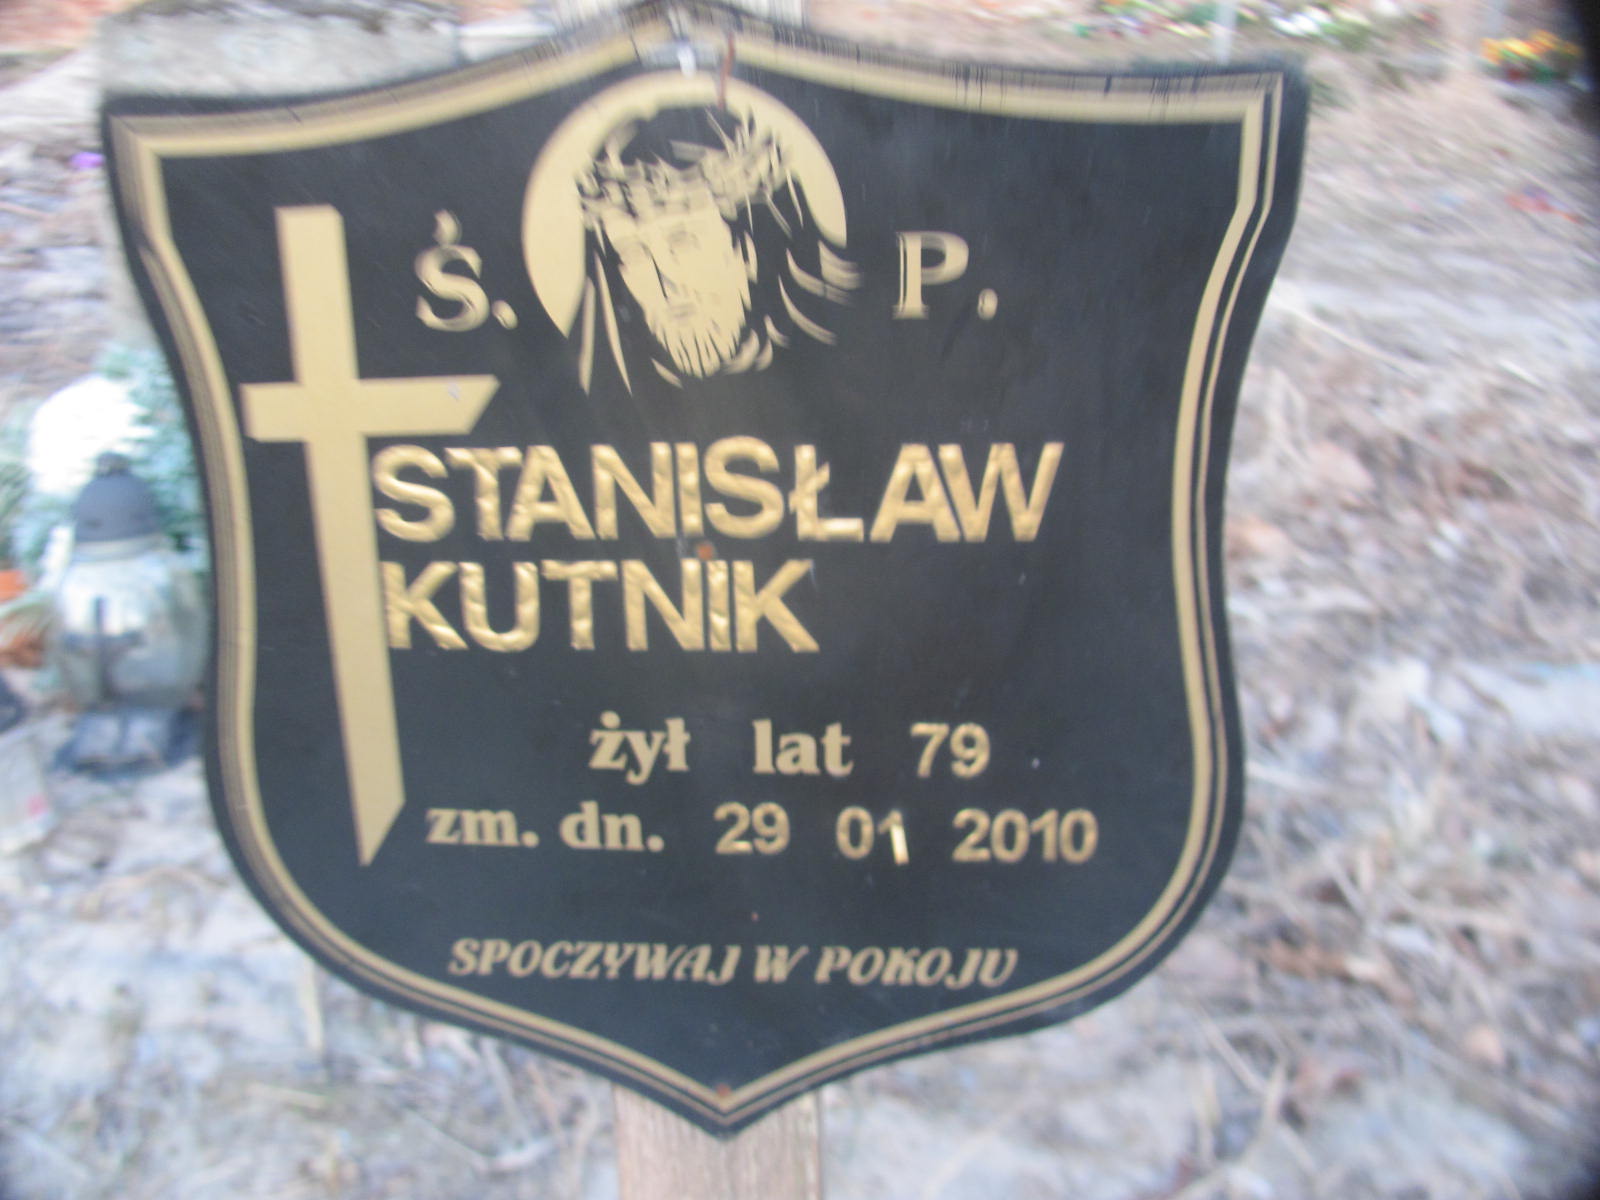 Ś. P.
STANISŁAW
KUTNIK
żył lat 79
zm. dn. 29 01 2010
SPOCZYWAJ W POKOJU